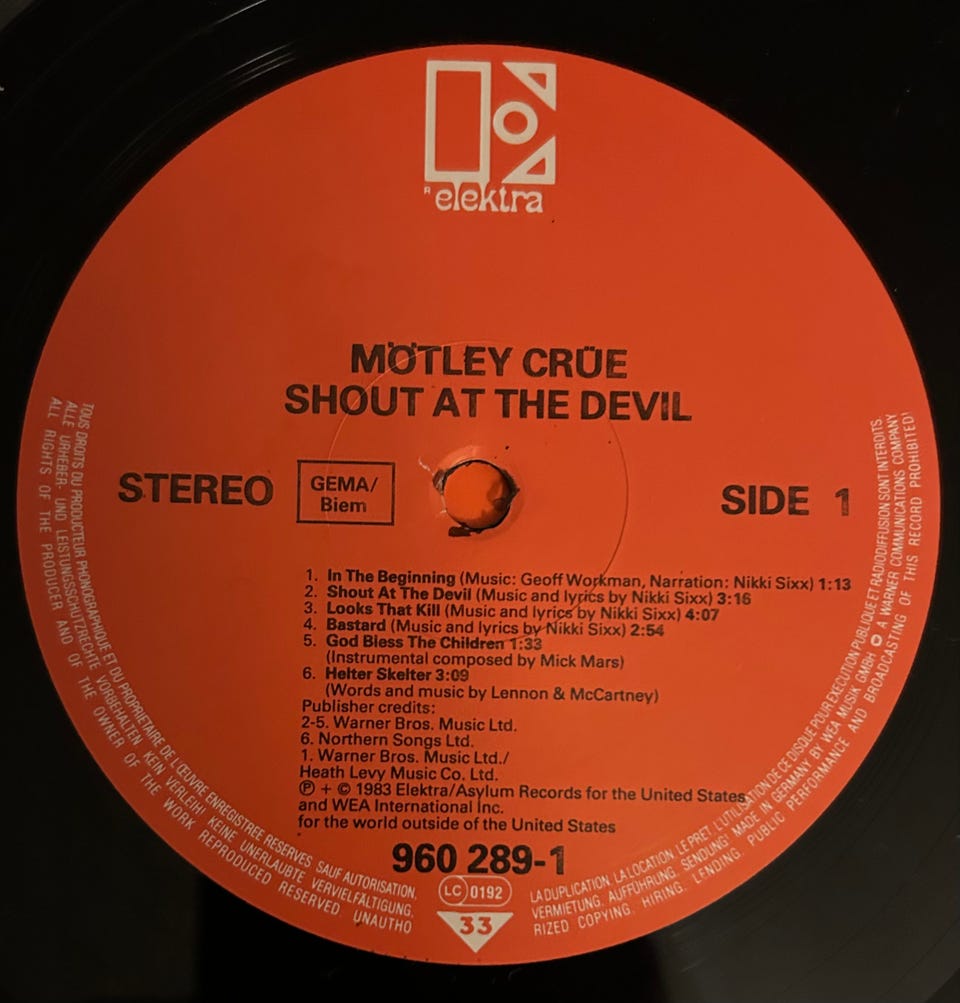 R elektra
MÖTLEY CRÜE
SHOUT AT THE DEVIL
STEREO
GEMA/
Biem
SIDE 1
1. In The Beginning (Music: Geoff Workman, Narration: Nikki Sixx) 1:13
2. Shout At The Devil (Music and lyrics by Nikki Sixx) 3:16
3. Looks That Kill (Music and lyrics by Nikki Sixx) 4:07
4. Bastard (Music and lyrics by Nikki Sixx) 2:54
5. God Bless The Children 1:33
(Instrumental composed by Mick Mars)
6. Helter Skelter 3:09
(Words and music by Lennon & McCartney)
Publisher credits:
2-5. Warner Bros. Music Ltd.
6. Northern Songs Ltd.
1. Warner Bros. Music Ltd./
Heath Levy Music Co. Ltd.
℗ + © 1983 Elektra/Asylum Records for the United States
and WEA International Inc.
for the world outside of the United States
960 289-1
LC 0192
33
TOUS DROITS DU PRODUCTEUR PHONOGRAPHIQUE ET DU PROPRIETAIRE DE L'ŒUVRE ENREGISTREE RESERVES SAUF AUTORISATION, LA DUPLICATION, LA LOCATION, LE PRET, L'UTILISATION DE CE DISQUE POUR EXECUTION PUBLIQUE ET RADIODIFFUSION SONT INTERDITS.
ALLE URHEBER- UND LEISTUNGSSCHUTZRECHTE VORBEHALTEN KEIN VERLEIH! KEINE UNERLAUBTE VERVIELFÄLTIGUNG, VERMIETUNG, AUFFÜHRUNG, SENDUNG! MADE IN GERMANY BY WEA MUSIK GMBH A WARNER COMMUNICATIONS COMPANY
ALL RIGHTS OF THE PRODUCER AND OF THE OWNER OF THE WORK REPRODUCED RESERVED UNAUTHORIZED COPYING, HIRING, LENDING, PUBLIC PERFORMANCE AND BROADCASTING OF THIS RECORD PROHIBITED!